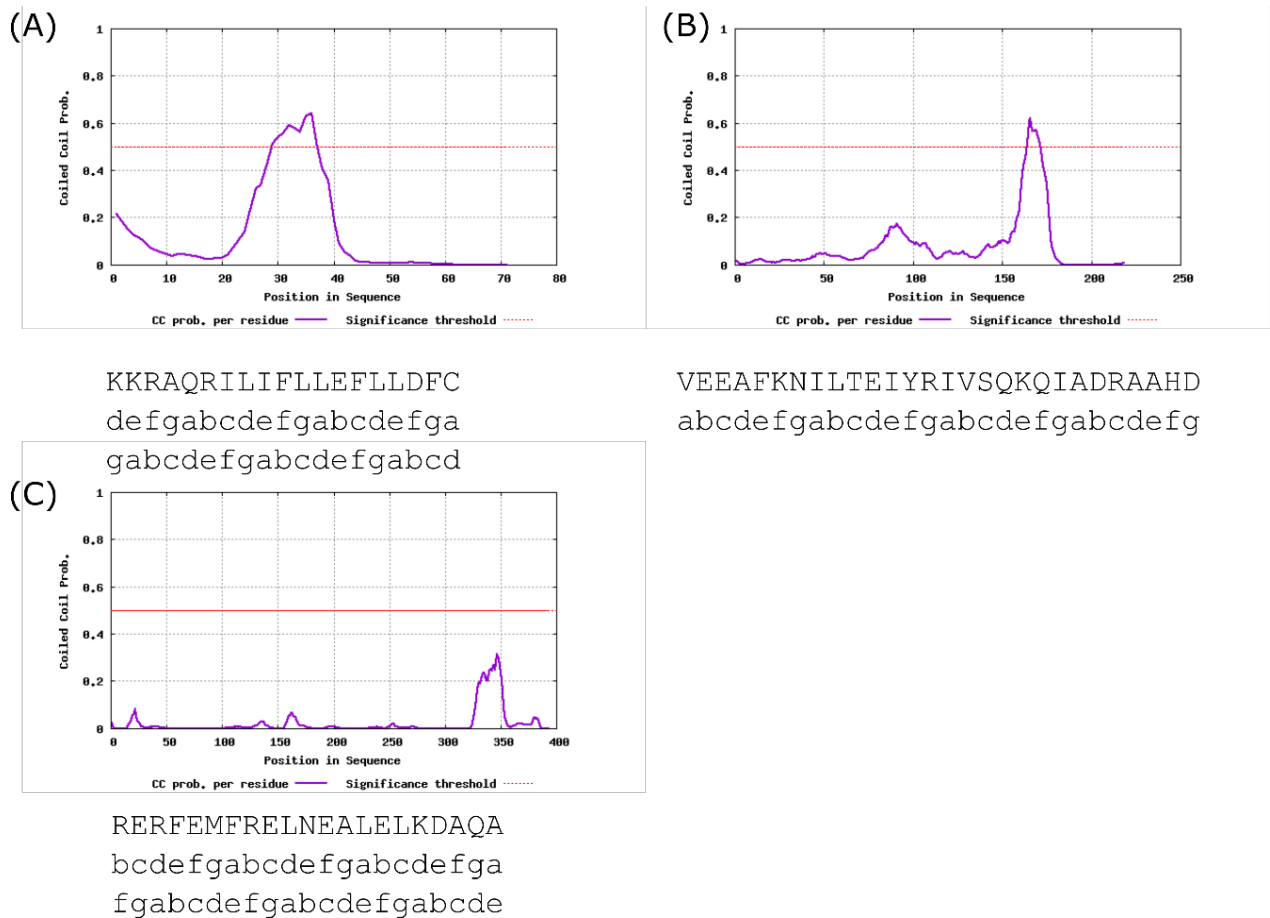 (A)
1
0.8
0.6
0.4
0.2
0
Coiled Coil Prob.
0 10 20 30 40 50 60 70 80
Position in Sequence
CC prob. per residue Significance threshold
KKRAQRILIFLLEFLLDFC
defgabcdefgabcdefga
gabcdefgabcdefgabcd
(B)
1
0.8
0.6
0.4
0.2
0
Coiled Coil Prob.
0 50 100 150 200 250
Position in Sequence
CC prob. per residue Significance threshold
VEEAFKNILTEIYRIVSQKQIADRAAHD
abcdefgabcdefgabcdefgabcdefg
(C)
1
0.8
0.6
0.4
0.2
0
Coiled Coil Prob.
0 50 100 150 200 250 300 350 400
Position in Sequence
CC prob. per residue Significance threshold
RERFEMFRELNEALELKDAQA
bcdefgabcdefgabcdefga
fgabcdefgabcdefgabcde